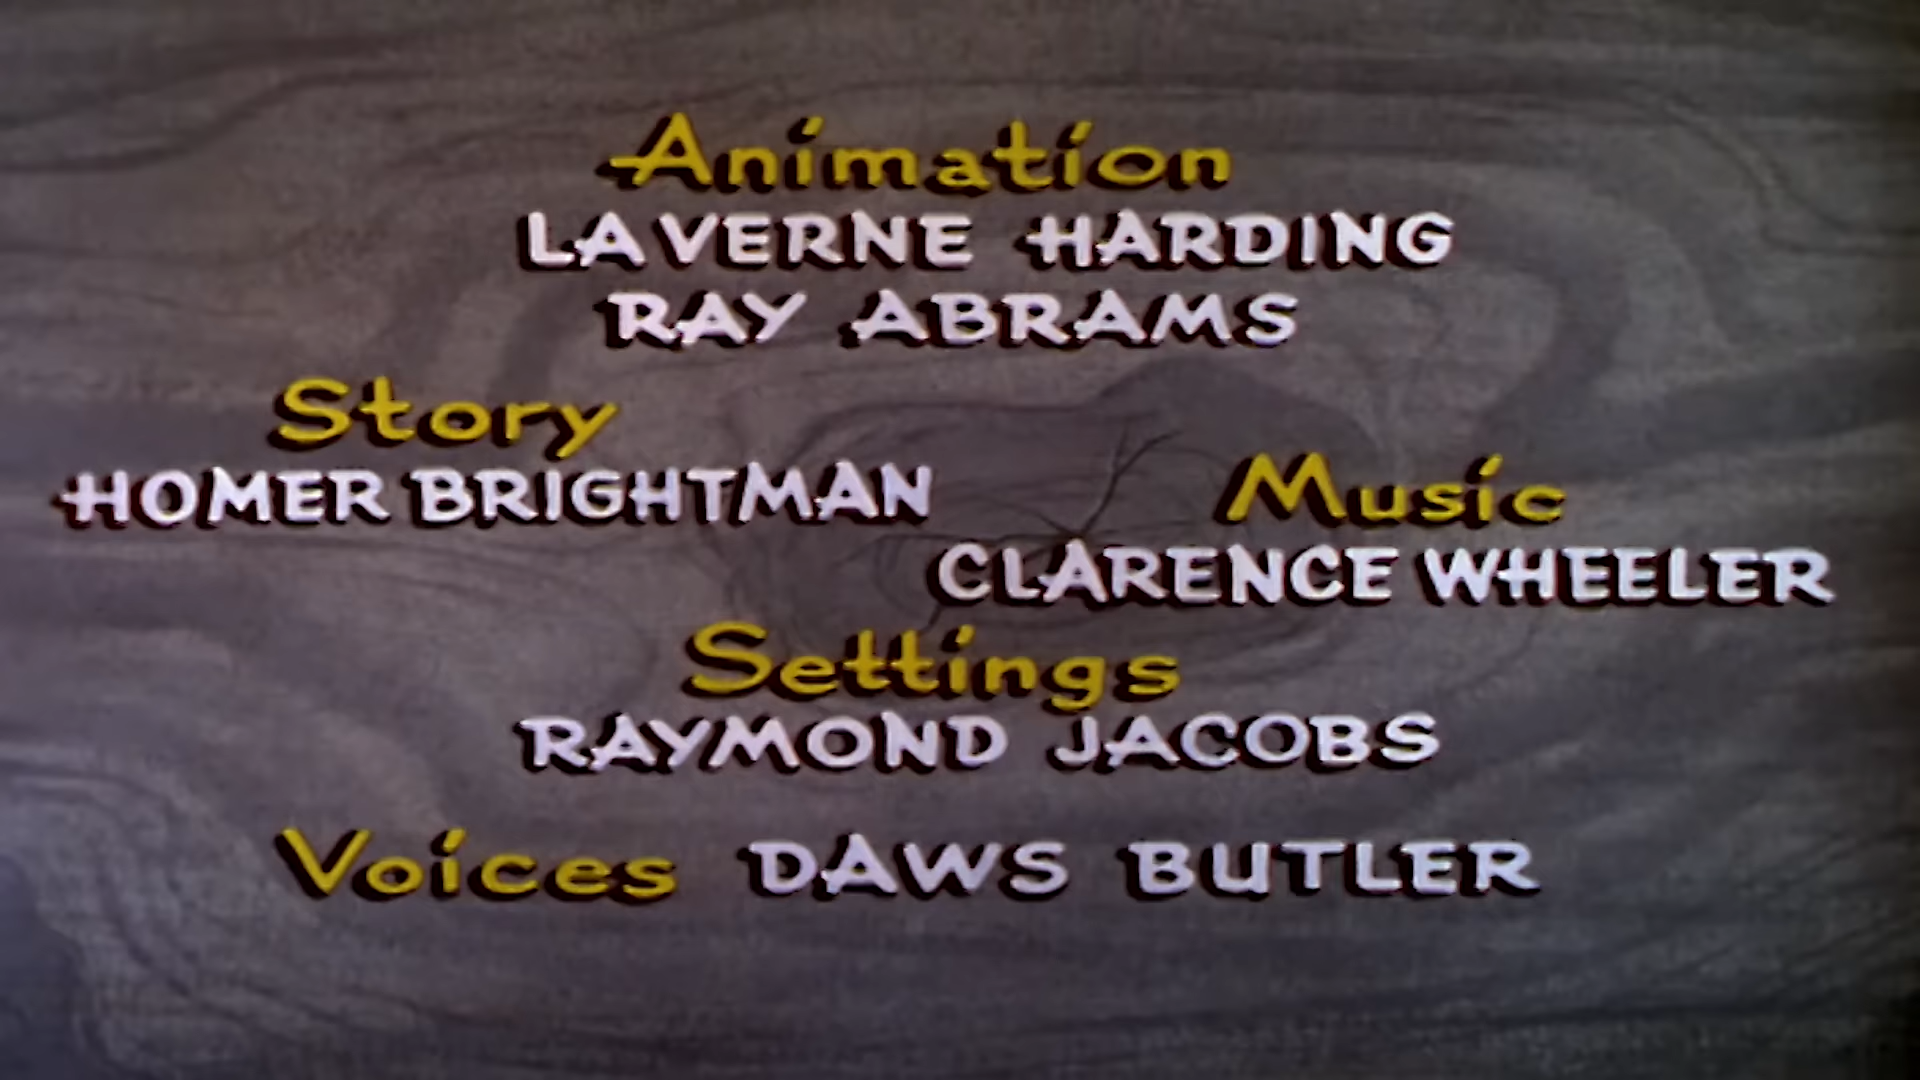 Animation
LAVERNE HARDING
RAY ABRAMS
Story
HOMER BRIGHTMAN
Music
CLARENCE WHEELER
Settings
RAYMOND JACOBS
Voices DAWS BUTLER